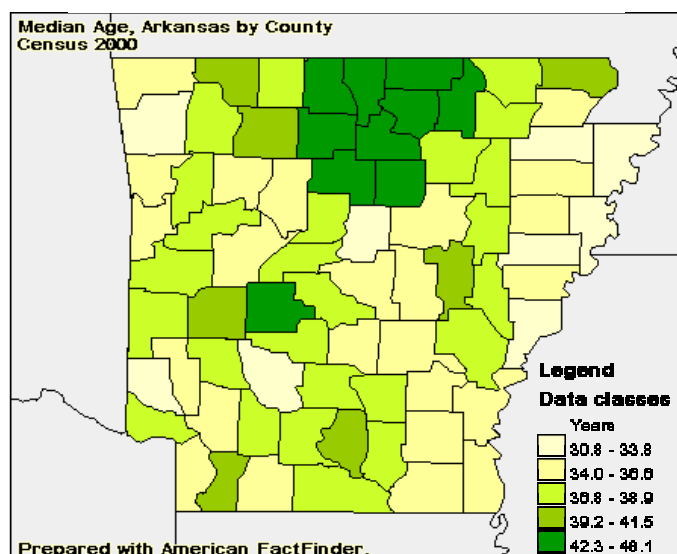 Median Age, Arkansas by County
Census 2000
Legend
Data classes
Years
30.8 - 33.8
34.0 - 36.6
36.8 - 38.9
39.2 - 41.5
42.3 - 48.1
Prepared with American FactFinder.